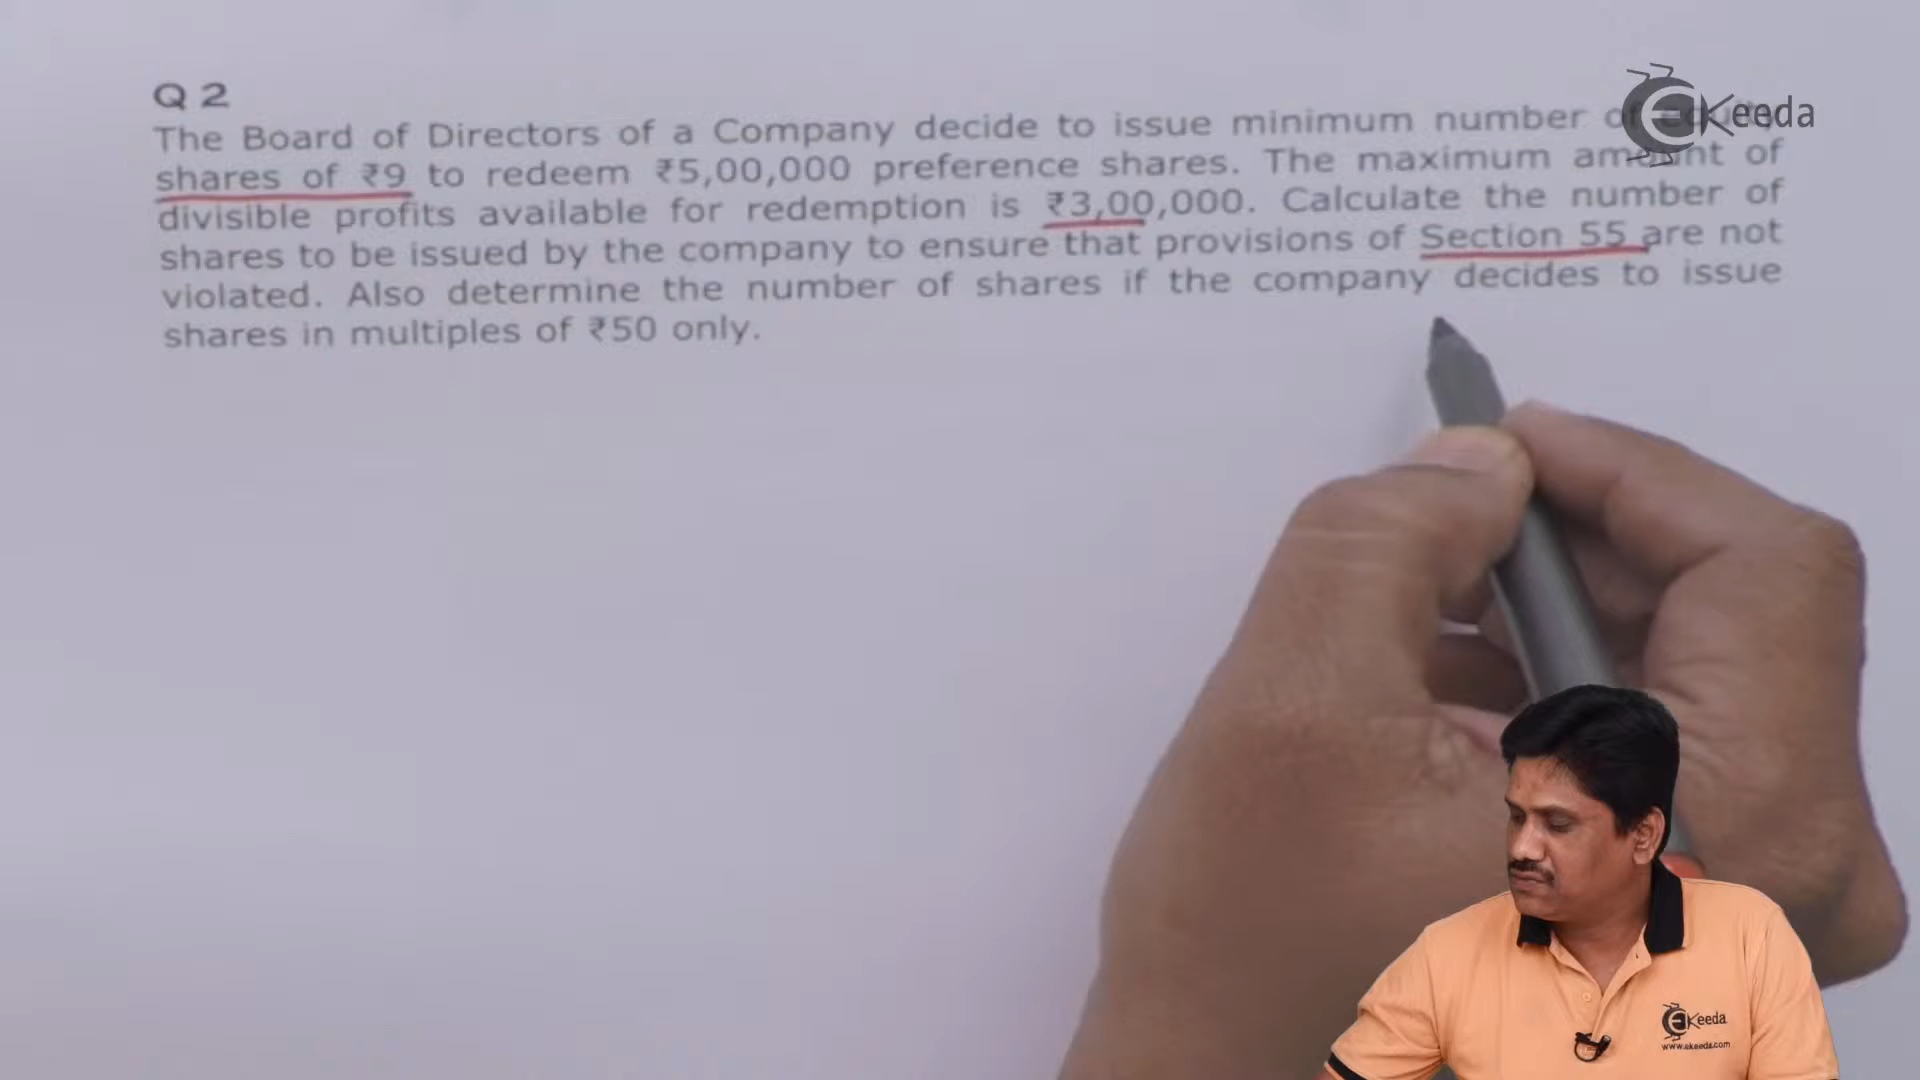 Q 2
The Board of Directors of a Company decide to issue minimum number of
shares of ₹9 to redeem ₹5,00,000 preference shares. The maximum amount of
divisible profits available for redemption is ₹3,00,000. Calculate the number of
shares to be issued by the company to ensure that provisions of Section 55 are not
violated. Also determine the number of shares if the company decides to issue
shares in multiples of ₹50 only.
eKeeda
eKeeda
www.ekeeda.com